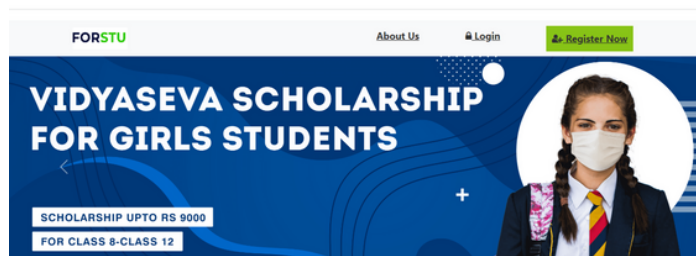 FORSTU
About Us
Login
Register Now
VIDYASEVA SCHOLARSHIP
FOR GIRLS STUDENTS
SCHOLARSHIP UPTO RS 9000
FOR CLASS 8-CLASS 12